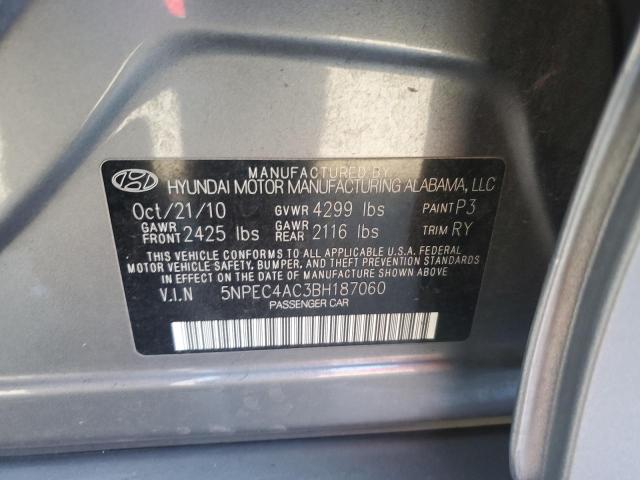 MANUFACTURED BY
HYUNDAI MOTOR MANUFACTURING ALABAMA, LLC
Oct/21/10 GVWR 4299 lbs PAINT P3
GAWR FRONT 2425 lbs GAWR REAR 2116 lbs TRIM RY
THIS VEHICLE CONFORMS TO ALL APPLICABLE U.S.A. FEDERAL
MOTOR VEHICLE SAFETY, BUMPER, AND THEFT PREVENTION STANDARDS
IN EFFECT ON THE DATE OF MANUFACTURE SHOWN ABOVE.
V.I.N 5NPEC4AC3BH187060
PASSENGER CAR